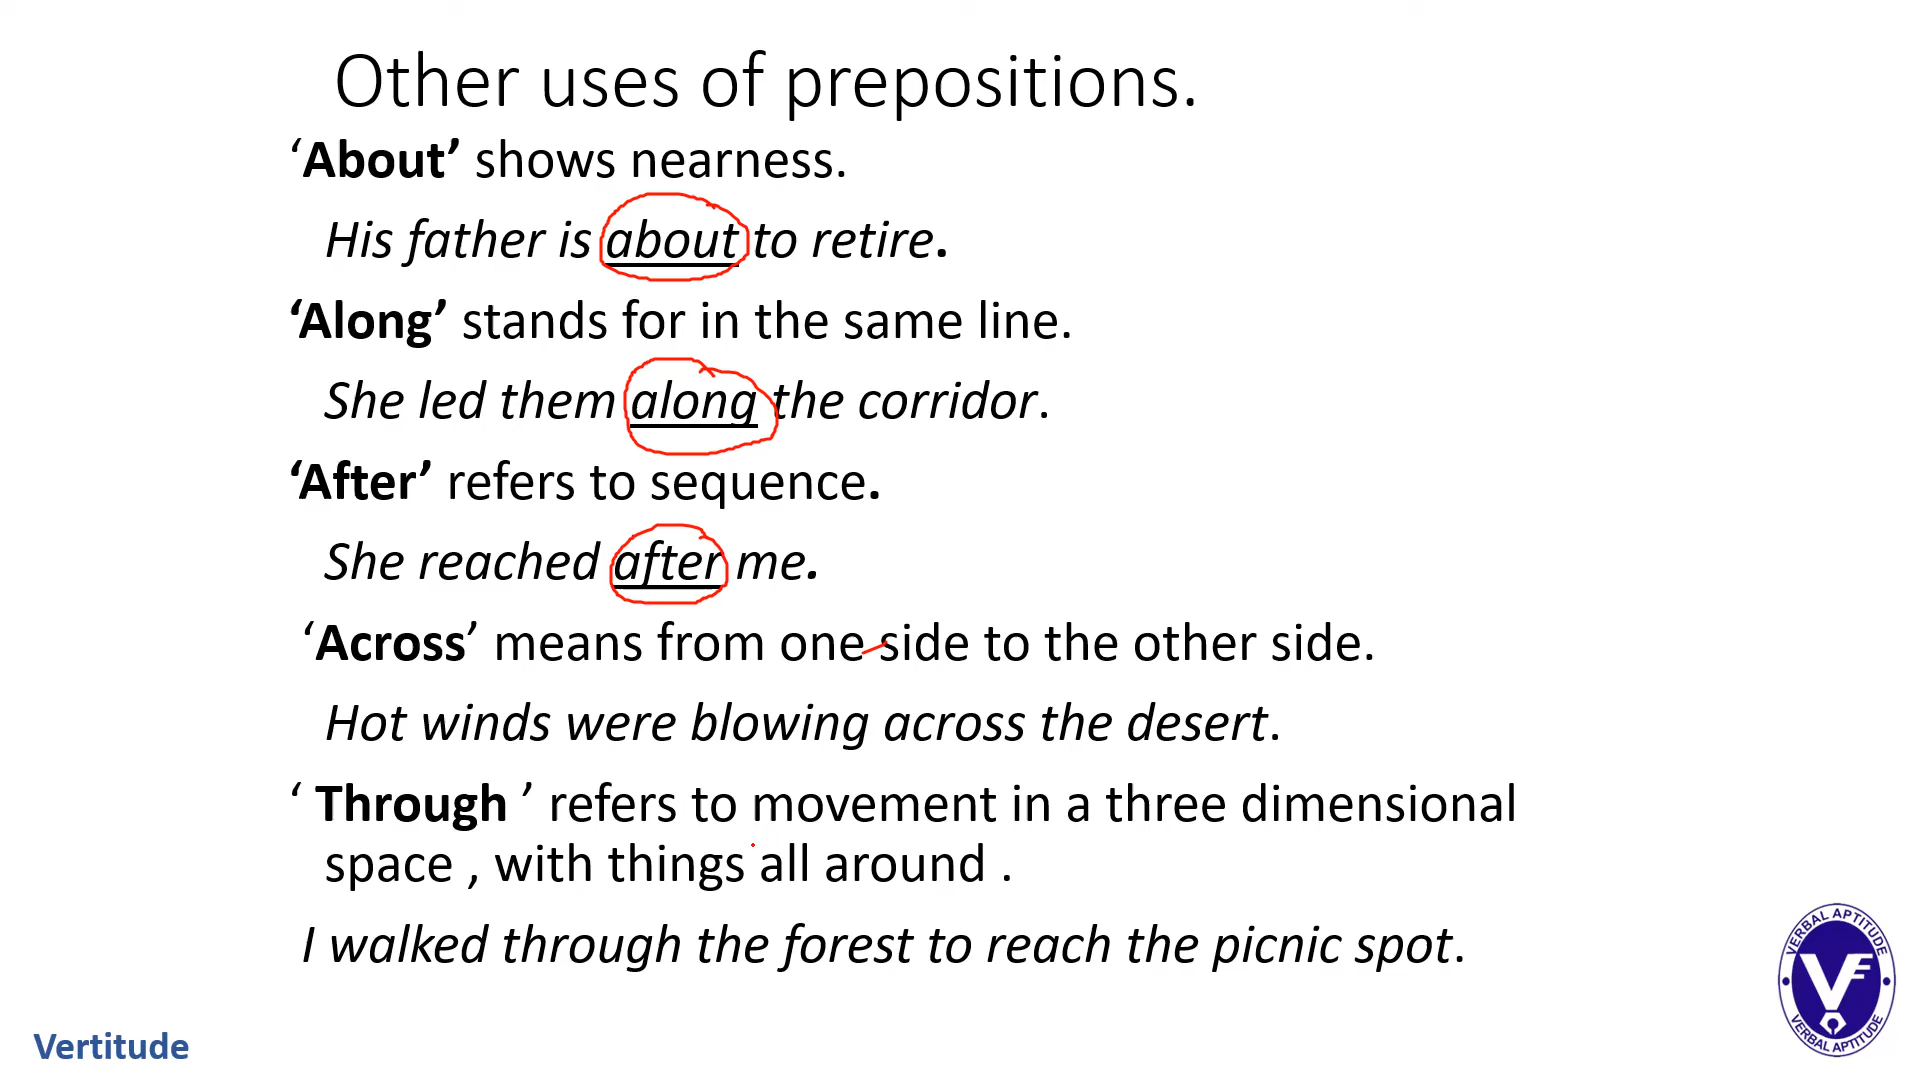 Other uses of prepositions.
‘About’ shows nearness.
His father is about to retire.
‘Along’ stands for in the same line.
She led them along the corridor.
‘After’ refers to sequence.
She reached after me.
‘Across’ means from one side to the other side.
Hot winds were blowing across the desert.
‘ Through ’ refers to movement in a three dimensional
space , with things all around .
I walked through the forest to reach the picnic spot.
VERBAL APTITUDE
VERBAL APTITUDE
Vertitude